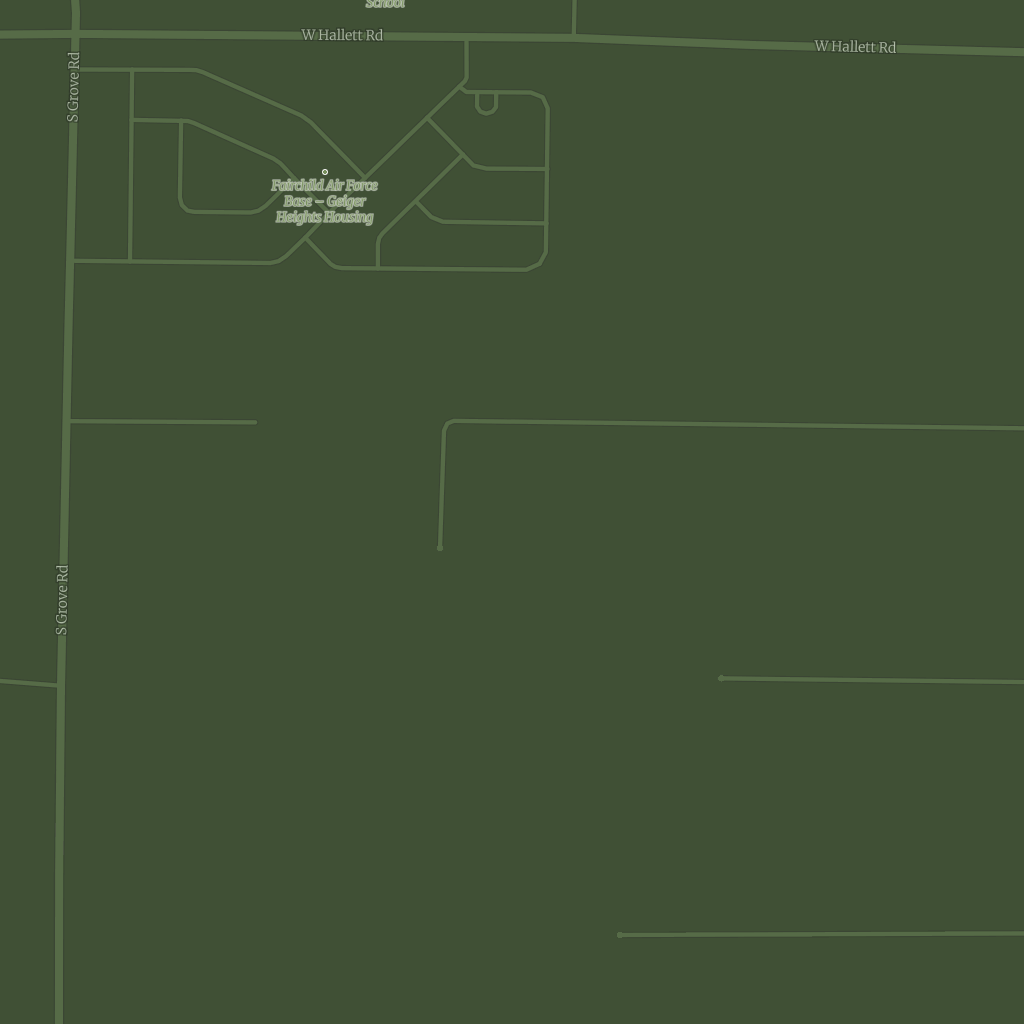 School
W Hallett Rd
W Hallett Rd
S Grove Rd
Fairchild Air Force
Base – Geiger
Heights Housing
S Grove Rd